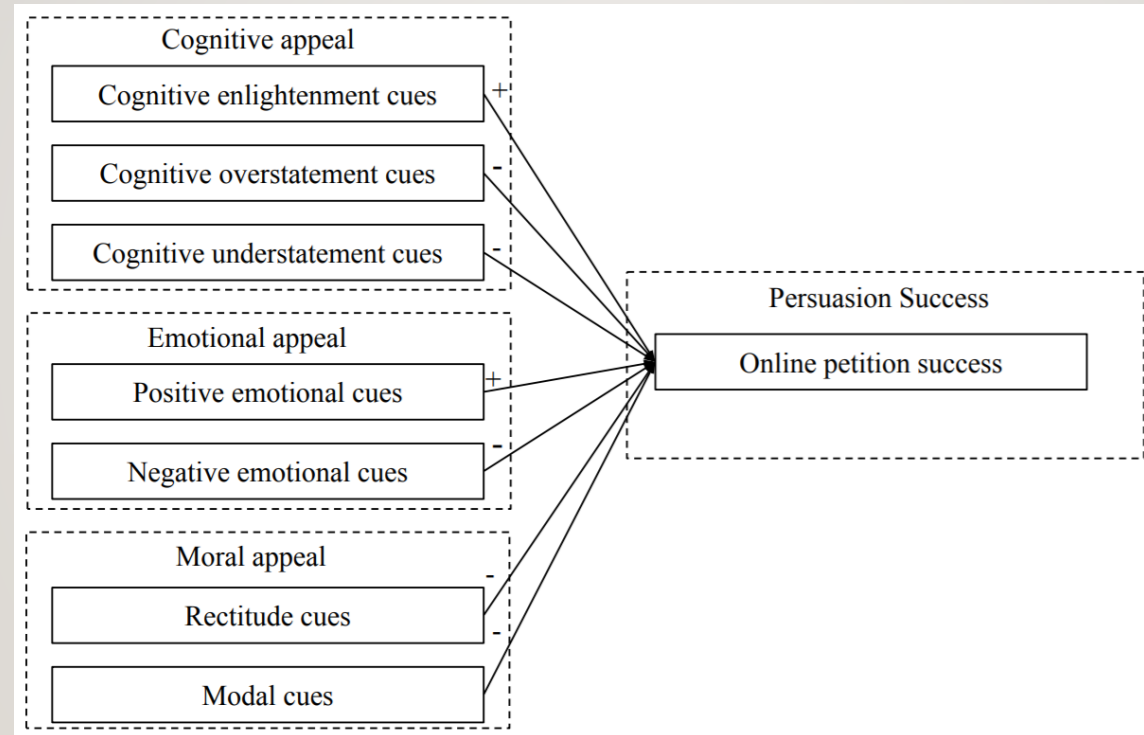 Cognitive appeal
Cognitive enlightenment cues
+
Cognitive overstatement cues
-
Cognitive understatement cues
-
Emotional appeal
Positive emotional cues
+
Negative emotional cues
-
Moral appeal
Rectitude cues
-
Modal cues
-
Persuasion Success
Online petition success